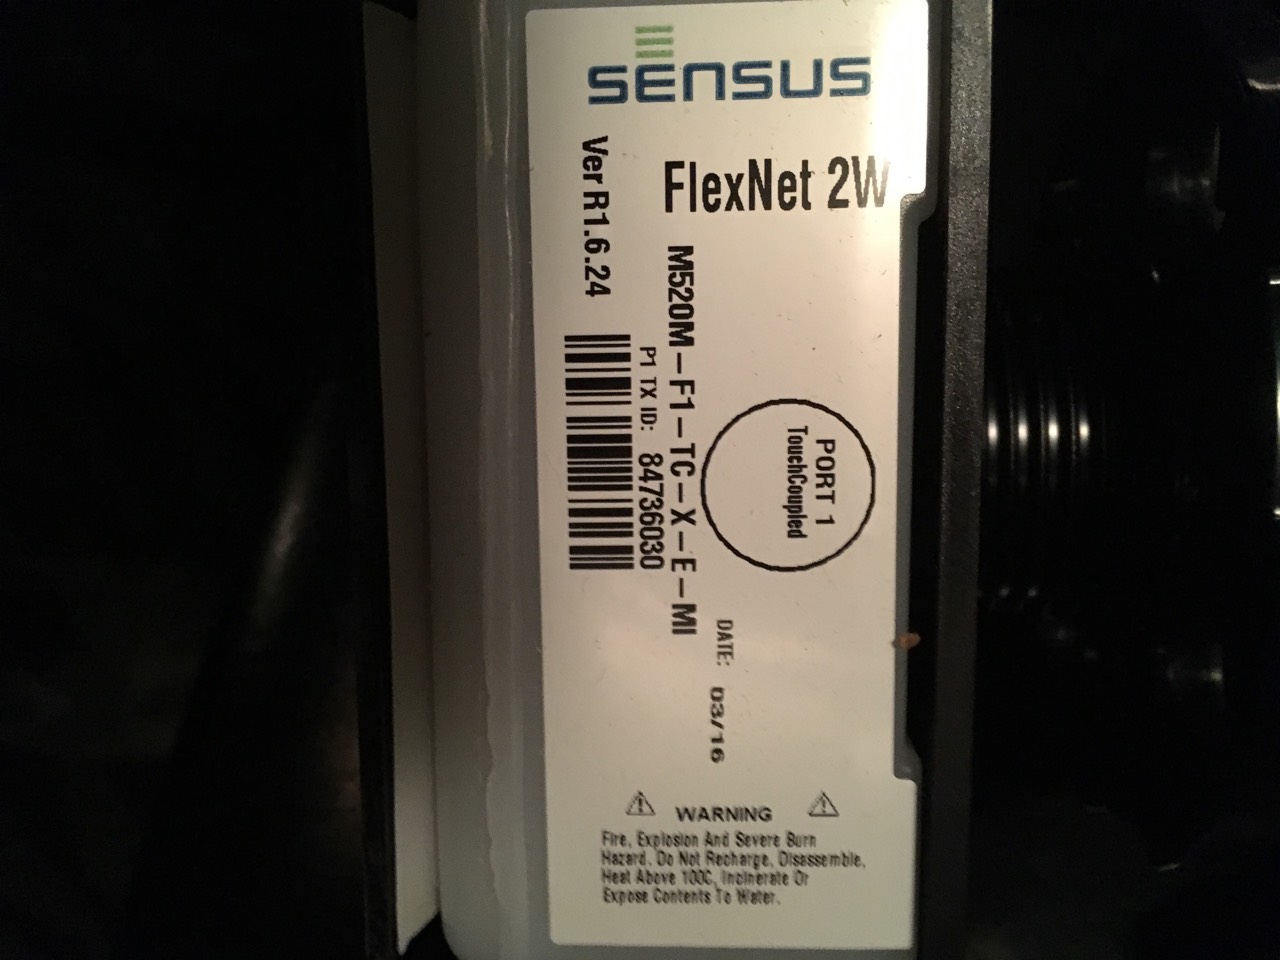 SENSUS
FlexNet 2W
Ver R1.6.24
M520M-F1-TC-X-E-MI
P1 TX ID: 84736030
PORT 1
TouchCoupled
DATE: 03/16
WARNING
Fire, Explosion And Severe Burn
Hazard. Do Not Recharge, Disassemble,
Heat Above 100C, Incinerate Or
Expose Contents To Water.